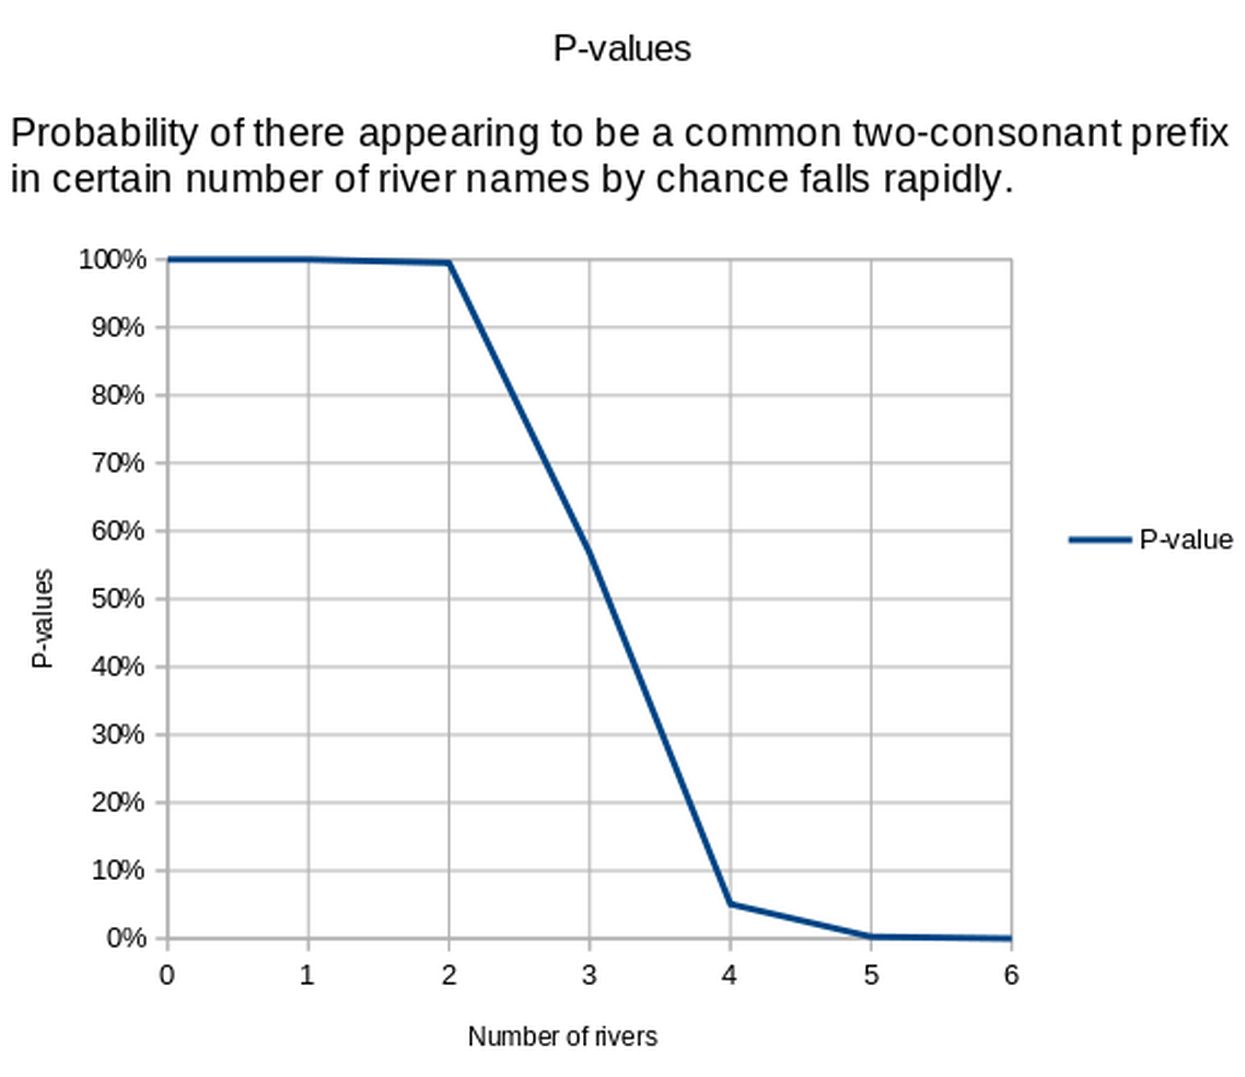 P-values
Probability of there appearing to be a common two-consonant prefix
in certain number of river names by chance falls rapidly.
100%
90%
80%
70%
60%
50%
40%
30%
20%
10%
0%
P-values
0 1 2 3 4 5 6
Number of rivers
P-value